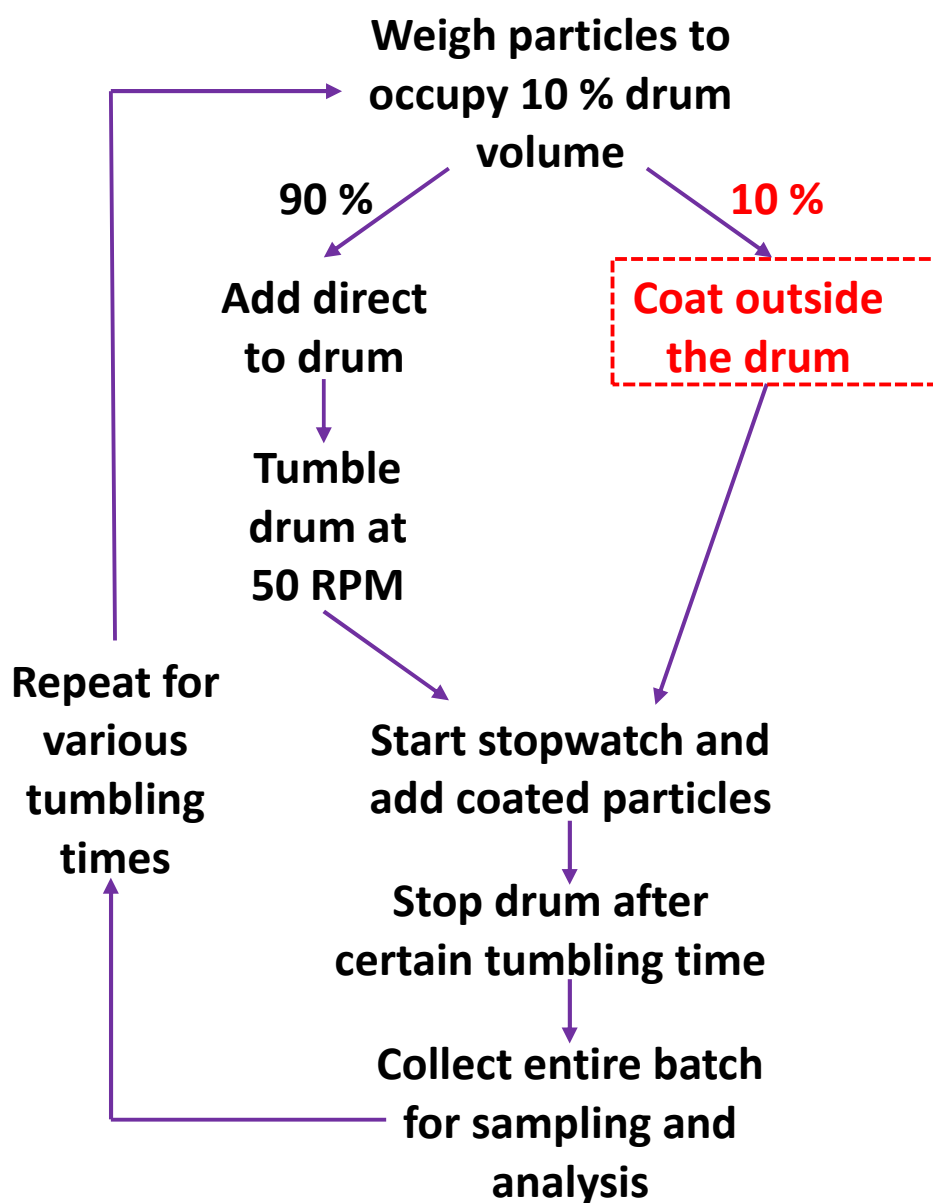 Weigh particles to
occupy 10 % drum
volume
90 %
10 %
Add direct
to drum
Coat outside
the drum
Tumble
drum at
50 RPM
Repeat for
various
tumbling
times
Start stopwatch and
add coated particles
Stop drum after
certain tumbling time
Collect entire batch
for sampling and
analysis